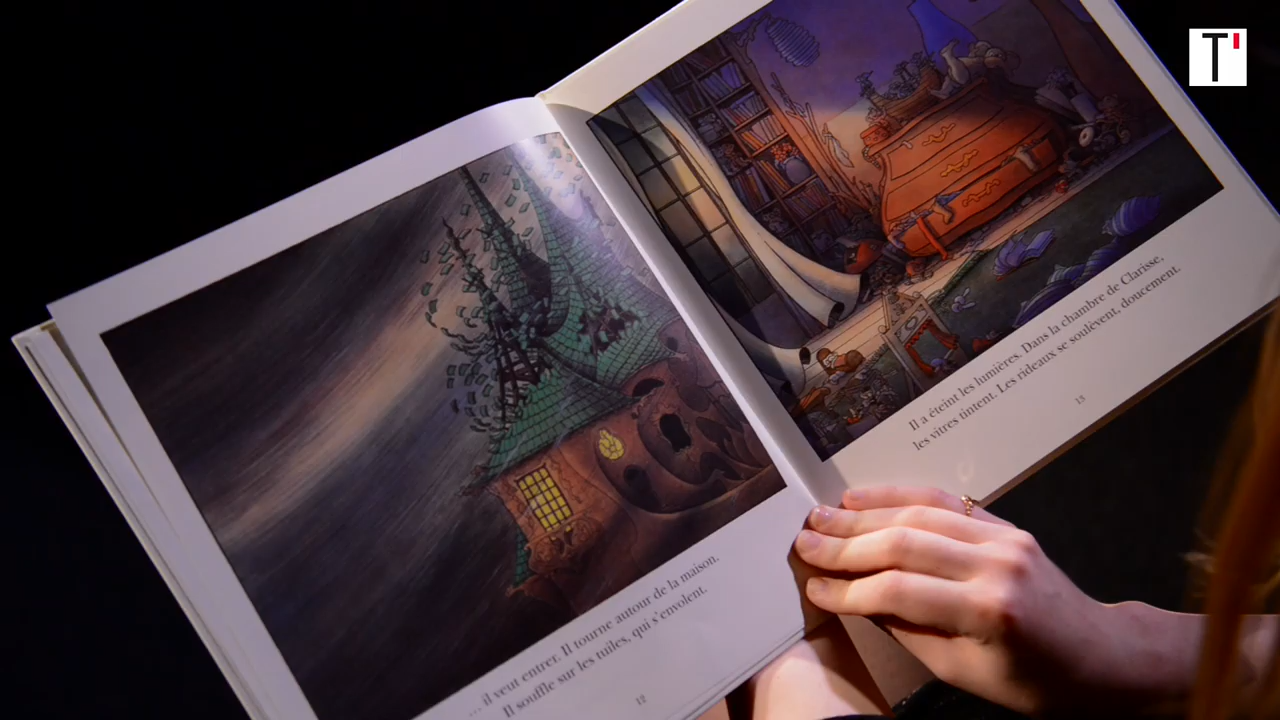 T'
... il veut entrer. Il tourne autour de la maison.
Il souffle sur les tuiles, qui s'envolent.
12
Il a éteint les lumières. Dans la chambre de Clarisse,
les vitres tintent. Les rideaux se soulèvent, doucement.
13